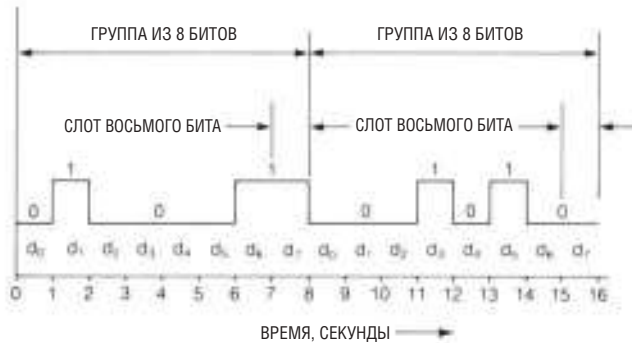 ГРУППА ИЗ 8 БИТОВ ГРУППА ИЗ 8 БИТОВ
СЛОТ ВОСЬМОГО БИТА СЛОТ ВОСЬМОГО БИТА
1 1 1 1
0 0 0 0 0
d₀ d₁ d₂ d₃ d₄ d₅ d₆ d₇ d₀ d₁ d₂ d₃ d₄ d₅ d₆ d₇
0 1 2 3 4 5 6 7 8 9 10 11 12 13 14 15 16
ВРЕМЯ, СЕКУНДЫ